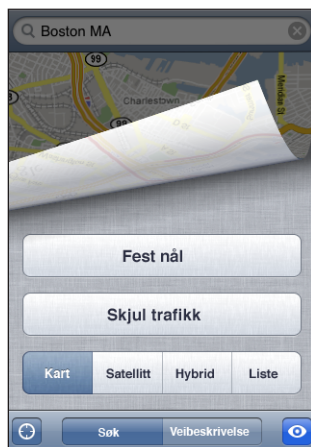 Boston MA
99
Charlestown
Fest nål
Skjul trafikk
Kart Satellitt Hybrid Liste
Søk Veibeskrivelse